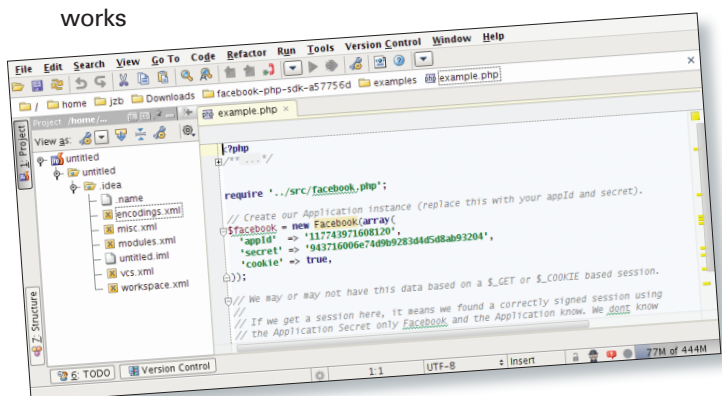 works
File Edit Search View Go To Code Refactor Run Tools Version Control Window Help
/ home jzb Downloads facebook-php-sdk-a57756d examples example.php
Project /home/...
example.php
1: Project
View as:
untitled
untitled
.idea
.name
encodings.xml
misc.xml
modules.xml
untitled.iml
vcs.xml
workspace.xml
Z: Structure
<?php
/** ...*/
require '../src/facebook.php';
// Create our Application instance (replace this with your appId and secret).
$facebook = new Facebook(array(
'appId' => '117743971608120',
'secret' => '943716006e74d9b9283d4d5d8ab93204',
'cookie' => true,
));
// We may or may not have this data based on a $_GET or $_COOKIE based session.
//
// If we get a session here, it means we found a correctly signed session using
// the Application Secret only Facebook and the Application know. We dont know
6: TODO Version Control
1:1 UTF-8 Insert 77M of 444M